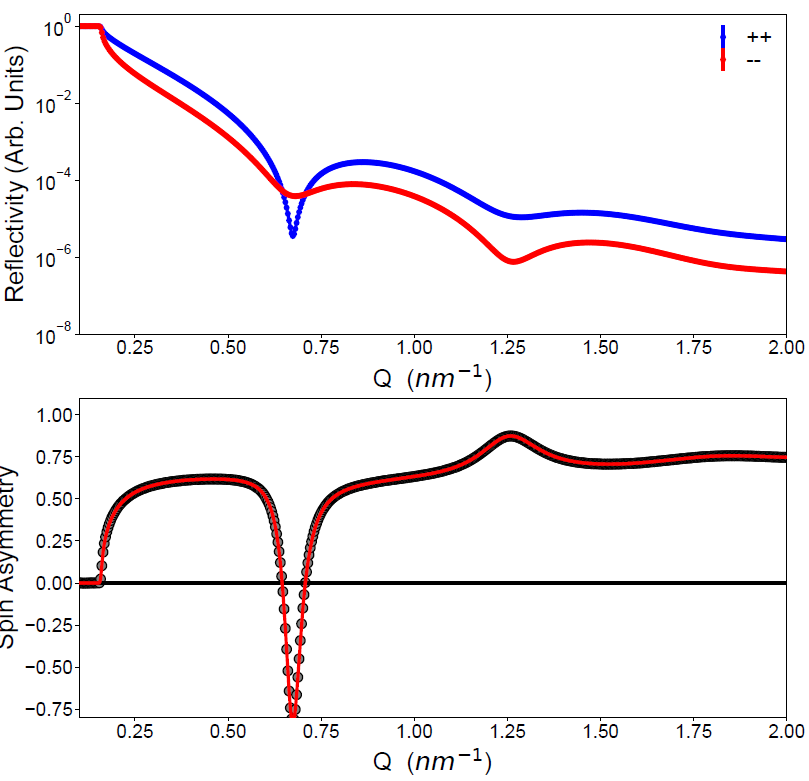 Reflectivity (Arb. Units)
10^0
10^−2
10^−4
10^−6
10^−8
++
--
0.25 0.50 0.75 1.00 1.25 1.50 1.75 2.00
Q (nm^−1)
Spin Asymmetry
1.00
0.75
0.50
0.25
0.00
−0.25
−0.50
−0.75
0.25 0.50 0.75 1.00 1.25 1.50 1.75 2.00
Q (nm^−1)